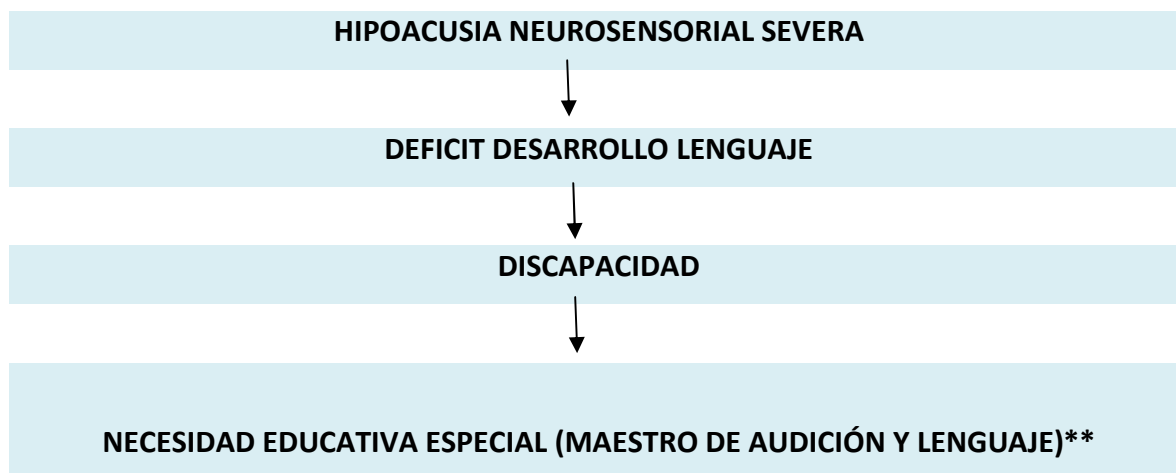 HIPOACUSIA NEUROSENSORIAL SEVERA
DEFICIT DESARROLLO LENGUAJE
DISCAPACIDAD
NECESIDAD EDUCATIVA ESPECIAL (MAESTRO DE AUDICIÓN Y LENGUAJE)**